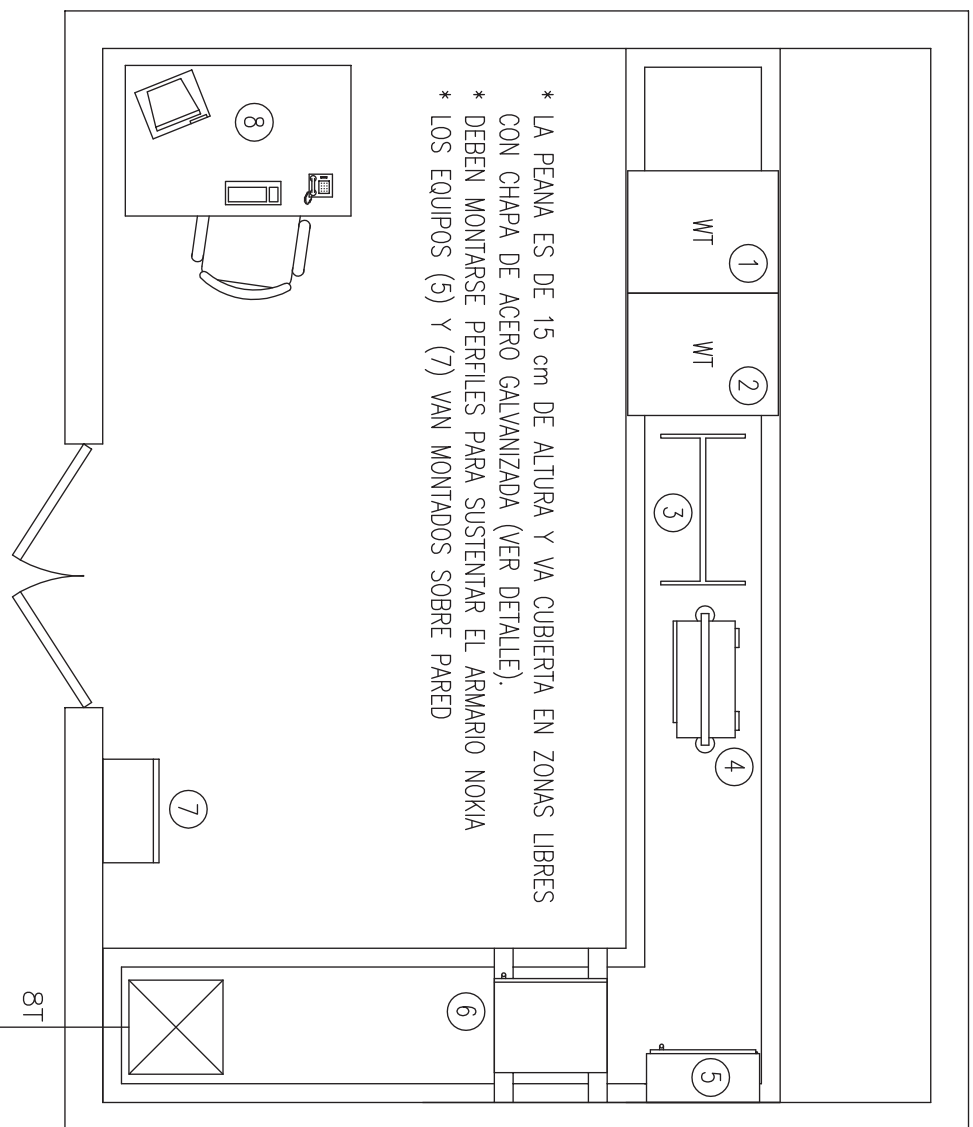 * LA PEANA ES DE 15 cm DE ALTURA Y VA CUBIERTA EN ZONAS LIBRES
CON CHAPA DE ACERO GALVANIZADA (VER DETALLE).
* DEBEN MONTARSE PERFILES PARA SUSTENTAR EL ARMARIO NOKIA
* LOS EQUIPOS (5) Y (7) VAN MONTADOS SOBRE PARED
WT
1
WT
2
3
4
5
6
7
8
8T